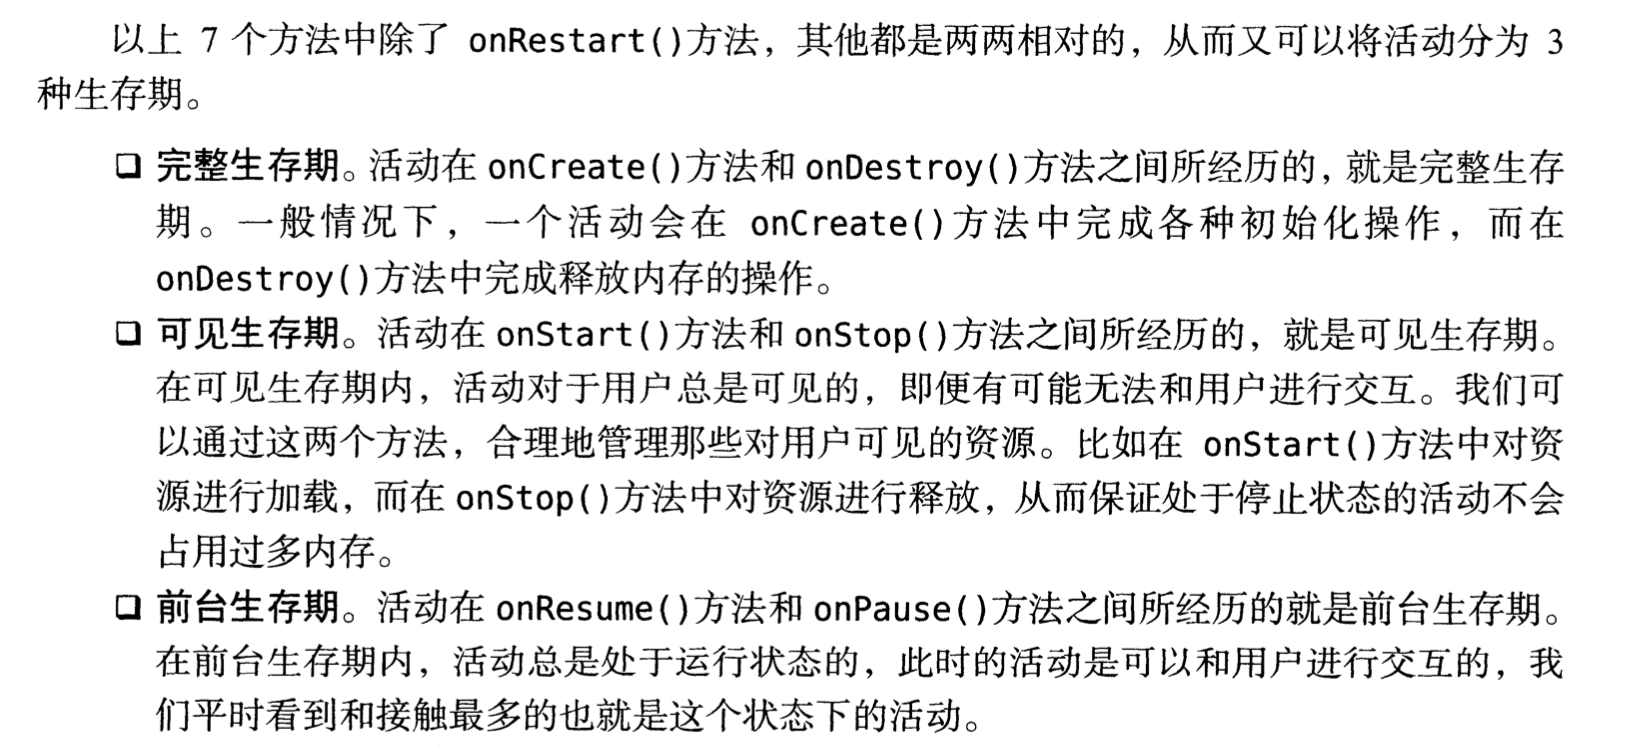 以上 7 个方法中除了 onRestart()方法，其他都是两两相对的，从而又可以将活动分为 3
种生存期。
❑ 完整生存期。活动在 onCreate()方法和 onDestroy()方法之间所经历的，就是完整生存
期。一般情况下，一个活动会在 onCreate()方法中完成各种初始化操作，而在
onDestroy()方法中完成释放内存的操作。
❑ 可见生存期。活动在 onStart()方法和 onStop()方法之间所经历的，就是可见生存期。
在可见生存期内，活动对于用户总是可见的，即便有可能无法和用户进行交互。我们可
以通过这两个方法，合理地管理那些对用户可见的资源。比如在 onStart()方法中对资
源进行加载，而在 onStop()方法中对资源进行释放，从而保证处于停止状态的活动不会
占用过多内存。
❑ 前台生存期。活动在 onResume()方法和 onPause()方法之间所经历的就是前台生存期。
在前台生存期内，活动总是处于运行状态的，此时的活动是可以和用户进行交互的，我
们平时看到和接触最多的也就是这个状态下的活动。